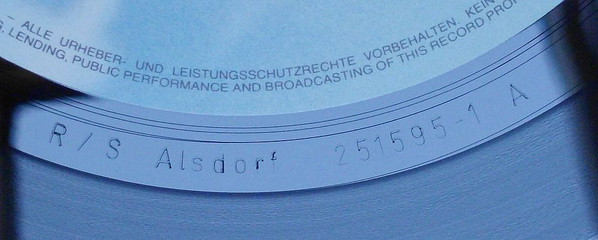 – ALLE URHEBER- UND LEISTUNGSSCHUTZRECHTE VORBEHALTEN. KEIN
LENDING, PUBLIC PERFORMANCE AND BROADCASTING OF THIS RECORD PRO
R / S Alsdorf 251595-1 A